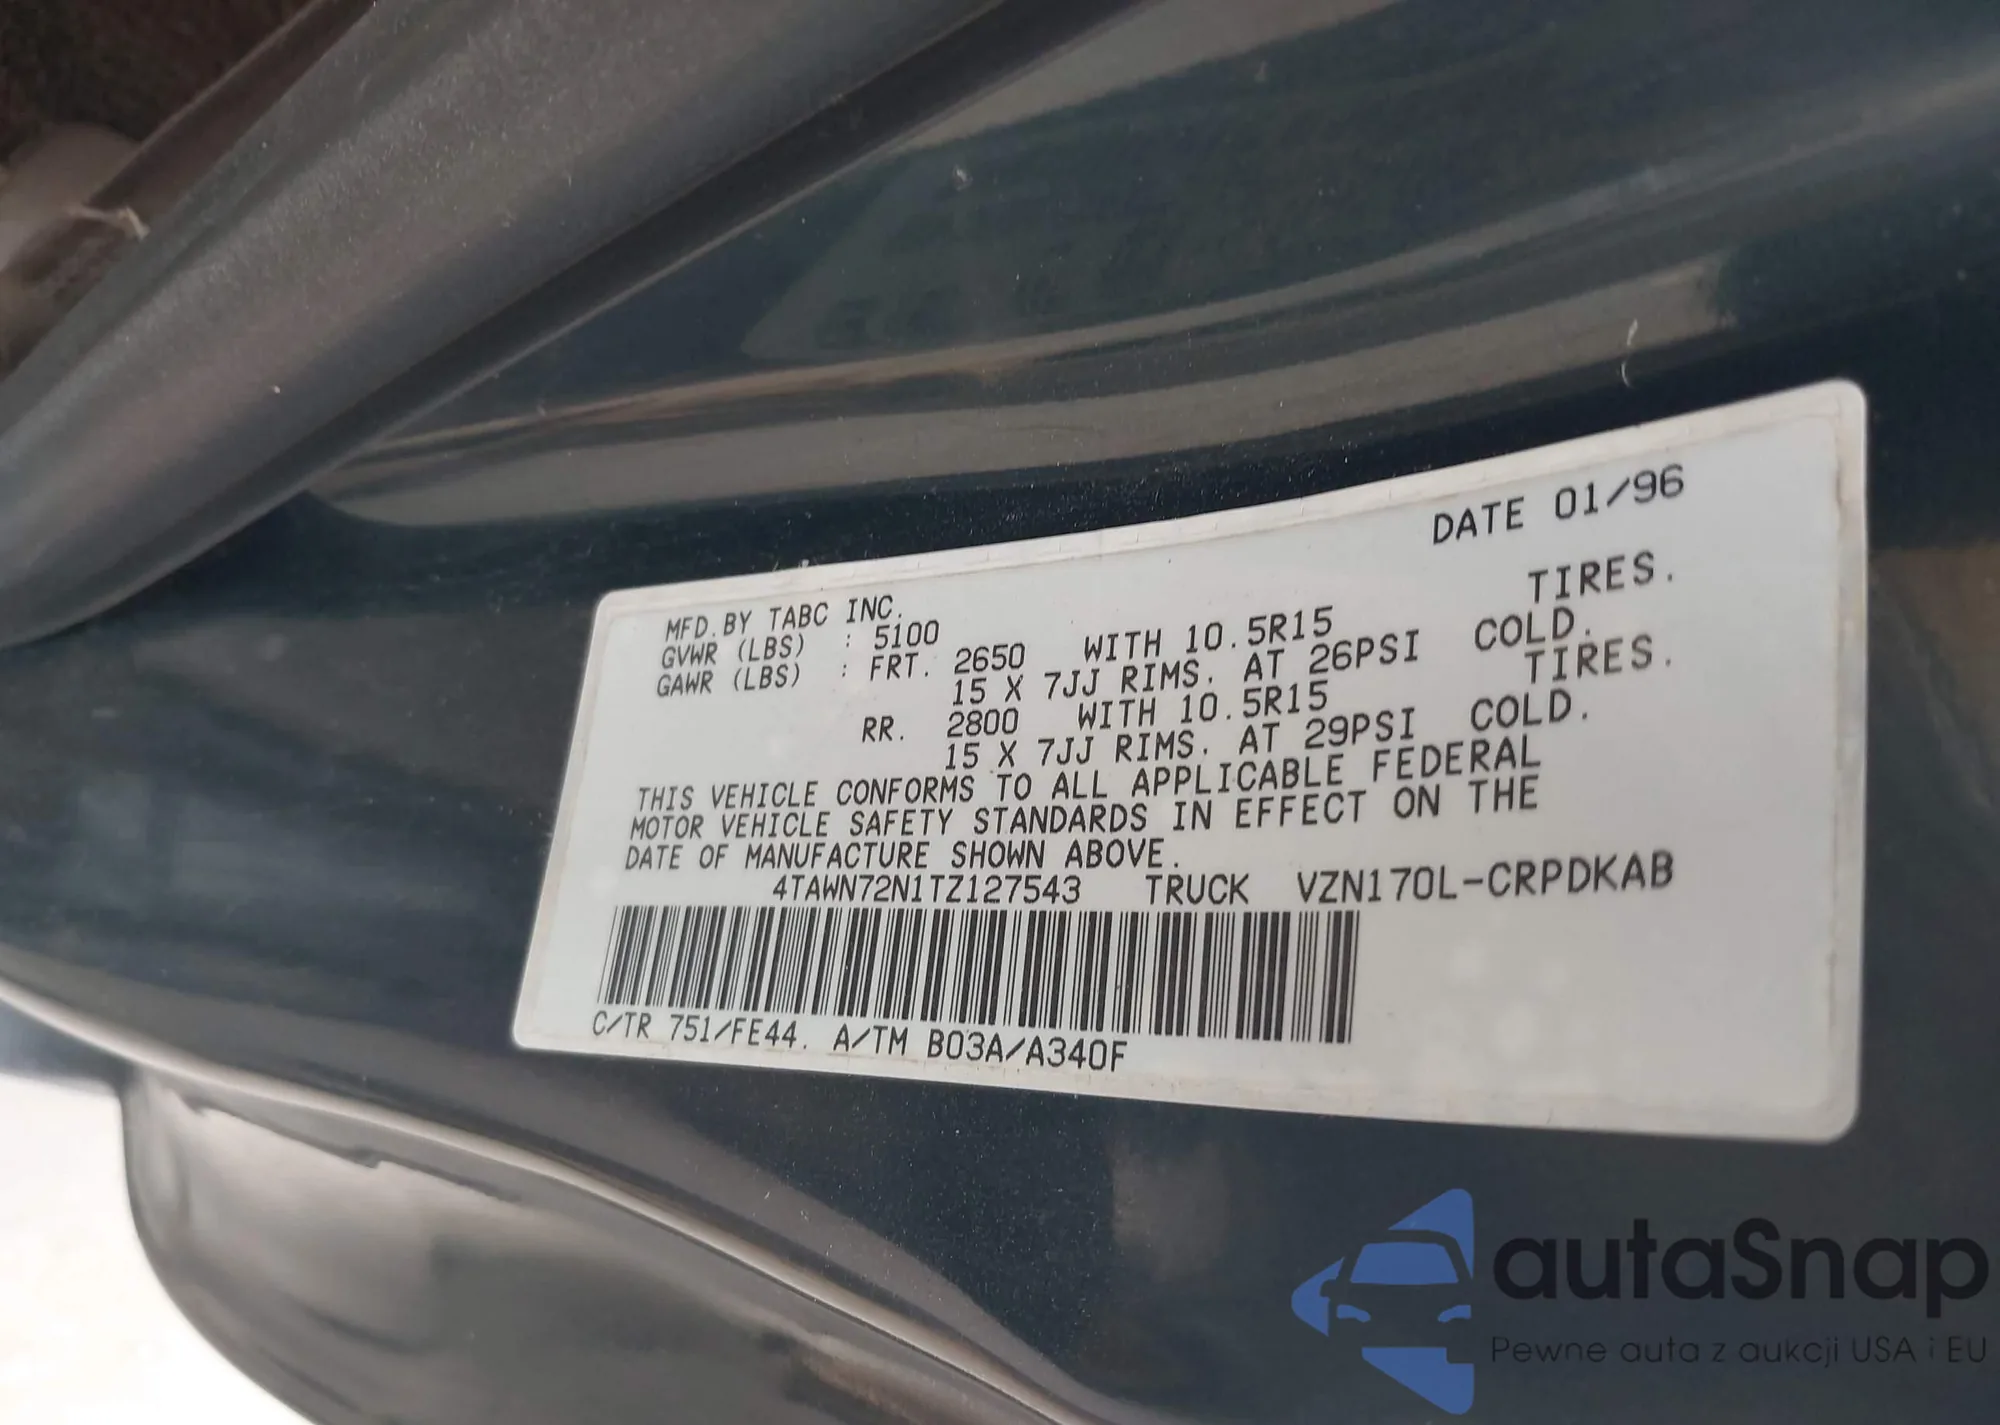 DATE 01/96
MFD.BY TABC INC.
GVWR (LBS) : 5100
GAWR (LBS) : FRT. 2650 WITH 10.5R15 TIRES.
15 X 7JJ RIMS. AT 26PSI COLD.
RR. 2800 WITH 10.5R15 TIRES.
15 X 7JJ RIMS. AT 29PSI COLD.
THIS VEHICLE CONFORMS TO ALL APPLICABLE FEDERAL
MOTOR VEHICLE SAFETY STANDARDS IN EFFECT ON THE
DATE OF MANUFACTURE SHOWN ABOVE.
4TAWN72N1TZ127543 TRUCK VZN170L-CRPDKAB
C/TR 751/FE44. A/TM B03A/A340F
autaSnap
Pewne auta z aukcji USA i EU